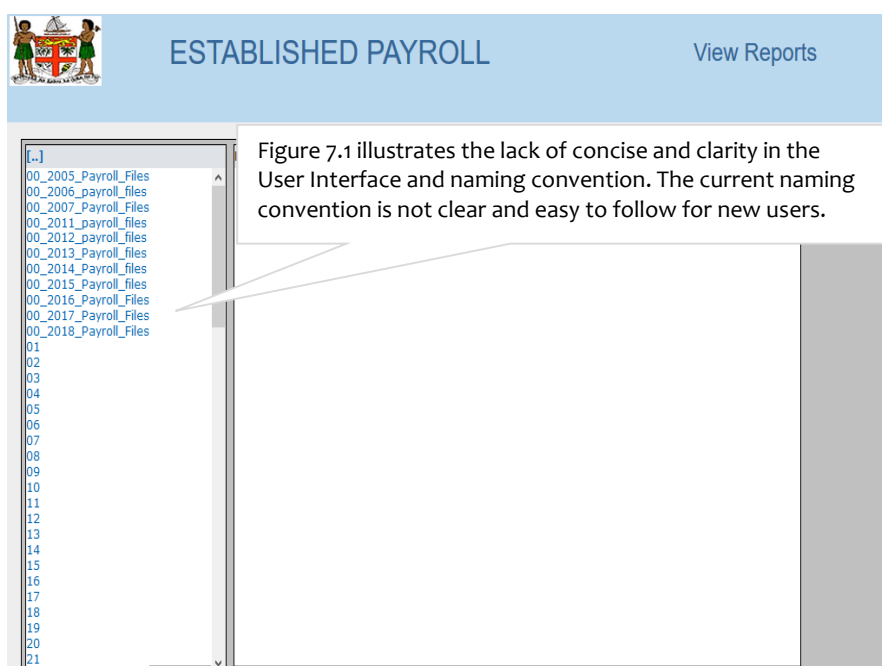 ESTABLISHED PAYROLL
View Reports
[..]
Figure 7.1 illustrates the lack of concise and clarity in the
User Interface and naming convention. The current naming
convention is not clear and easy to follow for new users.
00_2005_Payroll_Files
00_2006_payroll_files
00_2007_Payroll_Files
00_2011_payroll_files
00_2012_payroll_files
00_2013_Payroll_files
00_2014_Payroll_Files
00_2015_Payroll_files
00_2016_Payroll_Files
00_2017_Payroll_Files
00_2018_Payroll_Files
01
02
03
04
05
06
07
08
09
10
11
12
13
14
15
16
17
18
19
20
21